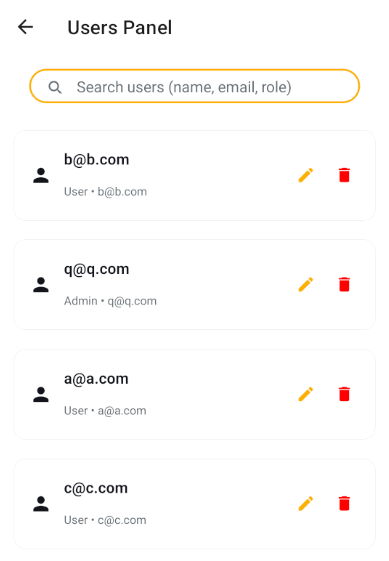 Users Panel
Search users (name, email, role)
b@b.com
User • b@b.com
q@q.com
Admin • q@q.com
a@a.com
User • a@a.com
c@c.com
User • c@c.com